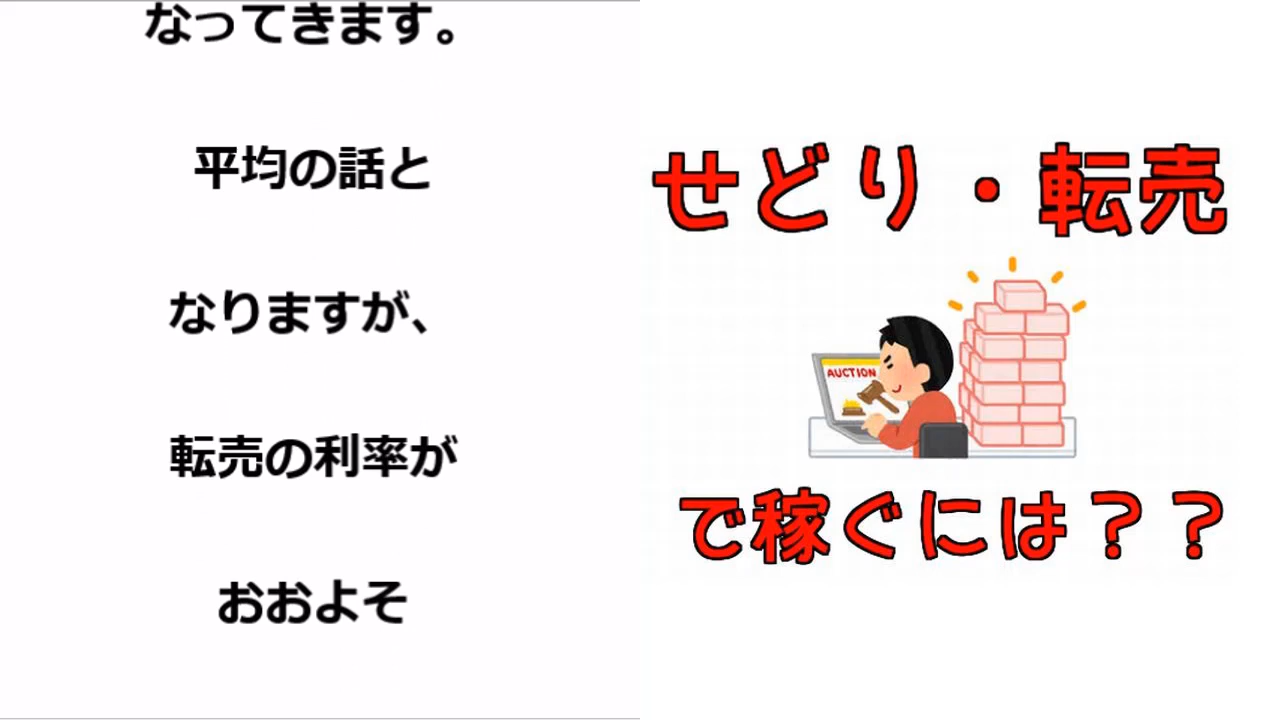 なってきます。
平均の話と
なりますが、
転売の利率が
おおよそ
せどり・転売
AUCTION
で稼ぐには？？